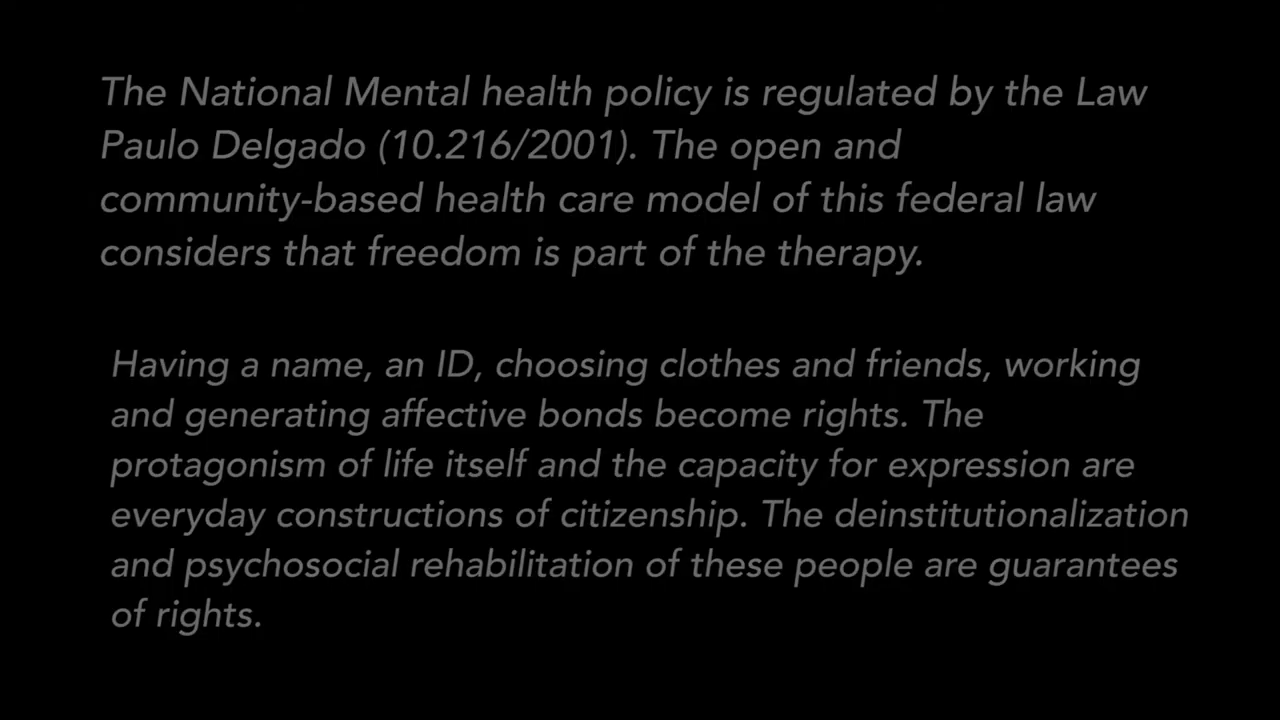 The National Mental health policy is regulated by the Law
Paulo Delgado (10.216/2001). The open and
community-based health care model of this federal law
considers that freedom is part of the therapy.
Having a name, an ID, choosing clothes and friends, working
and generating affective bonds become rights. The
protagonism of life itself and the capacity for expression are
everyday constructions of citizenship. The deinstitutionalization
and psychosocial rehabilitation of these people are guarantees
of rights.